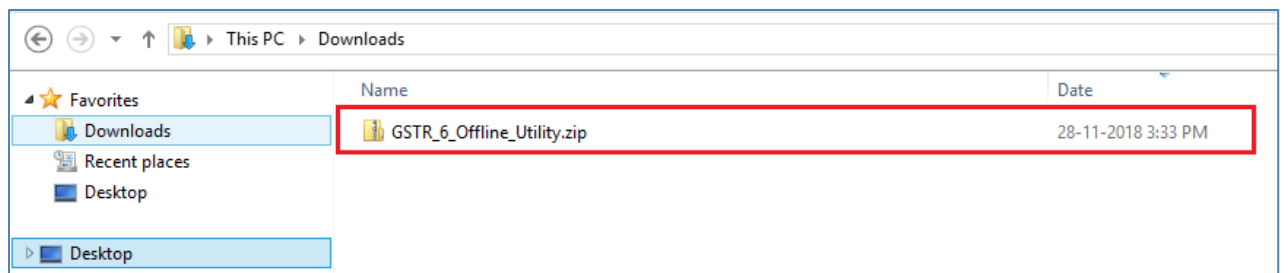 This PC Downloads
Favorites
Downloads
Recent places
Desktop
Desktop
Name Date
GSTR_6_Offline_Utility.zip 28-11-2018 3:33 PM